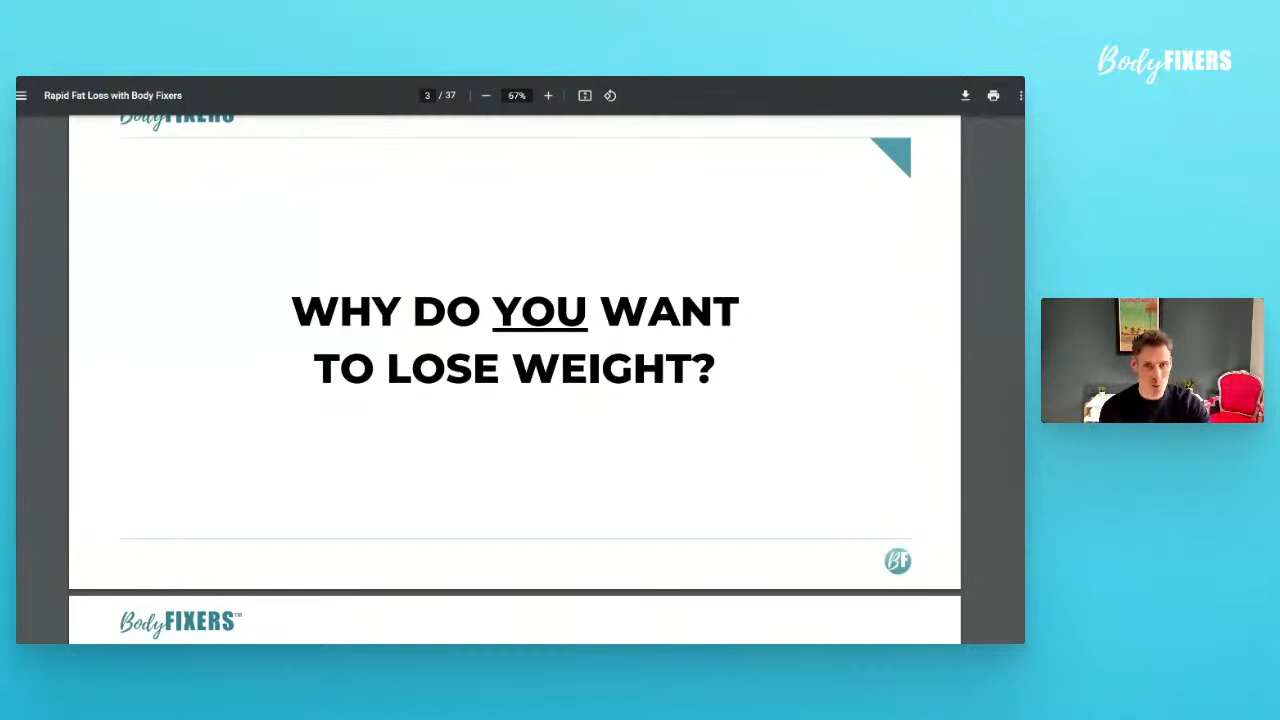 BodyFIXERS
Rapid Fat Loss with Body Fixers
3 / 37
67%
BodyFIXERS
WHY DO YOU WANT
TO LOSE WEIGHT?
BF
BodyFIXERS™